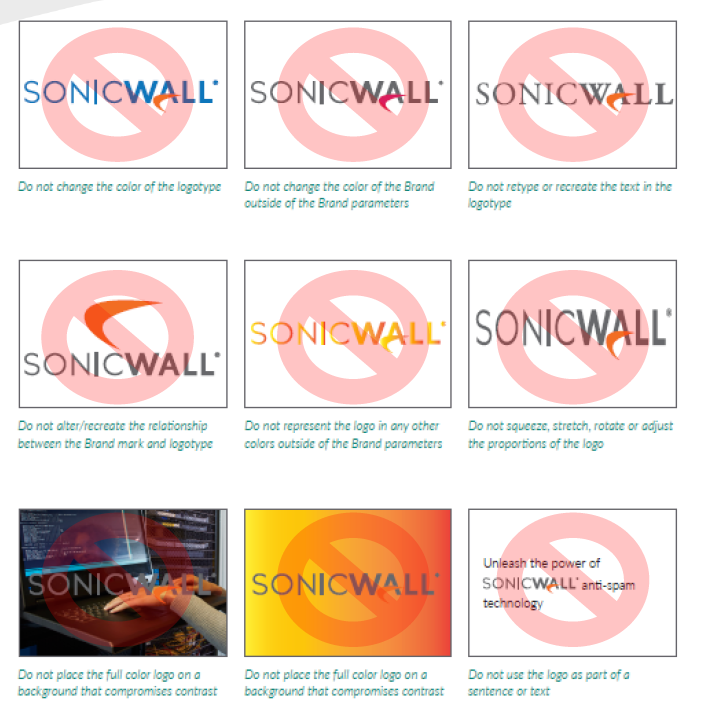 SONICWALL®
SONICWALL®
SONICWALL
Do not change the color of the logotype
Do not change the color of the Brand
outside of the Brand parameters
Do not retype or recreate the text in the
logotype
SONICWALL®
SONICWALL®
SONICWALL®
Do not alter/recreate the relationship
between the Brand mark and logotype
Do not represent the logo in any other
colors outside of the Brand parameters
Do not squeeze, stretch, rotate or adjust
the proportions of the logo
SONICWALL
SONICWALL®
Unleash the power of
SONICWALL® anti-spam
technology
Do not place the full color logo on a
background that compromises contrast
Do not place the full color logo on a
background that compromises contrast
Do not use the logo as part of a
sentence or text